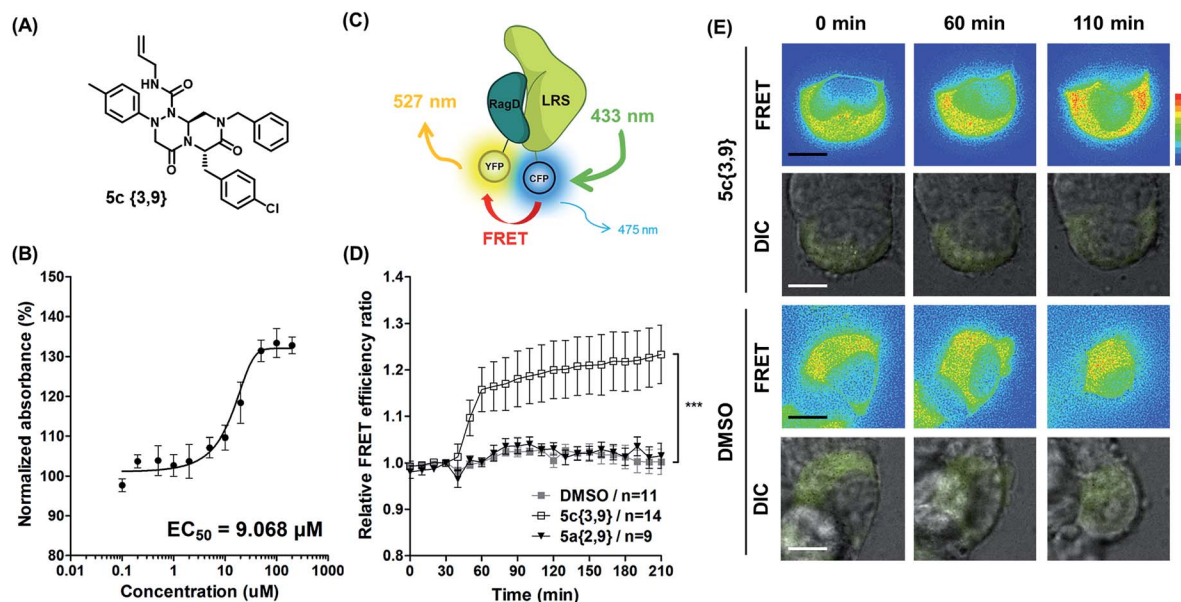 (A)
HN
O
N
N
N
N
O
O
Cl
5c {3,9}
(B)
Normalized absorbance (%)
150
140
130
120
110
100
90
80
0.01
0.1
1
10
100
1000
EC50 = 9.068 µM
Concentration (uM)
(C)
527 nm
RagD
LRS
433 nm
YFP
CFP
FRET
475 nm
(D)
Relative FRET effiiciency ratio
1.4
1.3
1.2
1.1
1.0
0.9
0.8
***
DMSO / n=11
5c{3,9} / n=14
5a{2,9} / n=9
0 30 60 90 120 150 180 210
Time (min)
(E)
0 min 60 min 110 min
5c{3,9}
FRET
DIC
DMSO
FRET
DIC